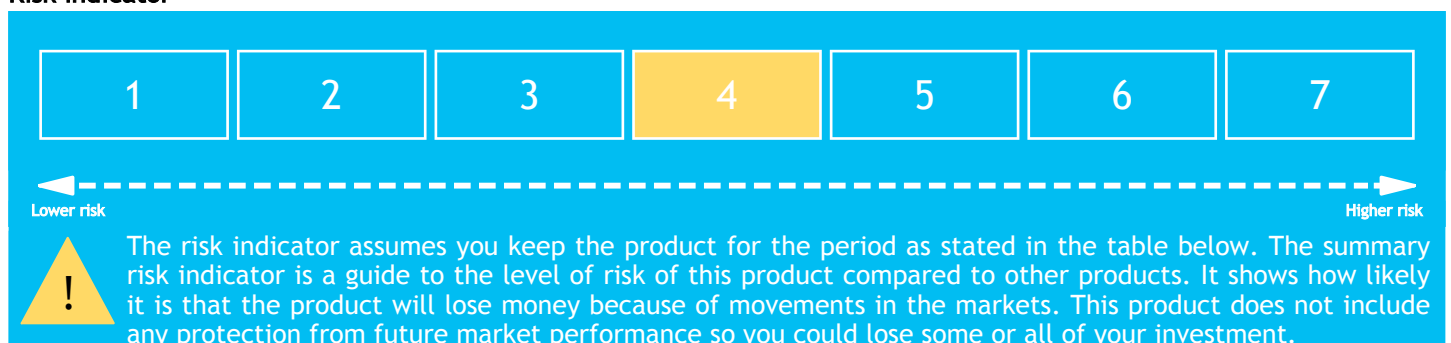 Risk indicator
1 2 3 4 5 6 7
Lower risk Higher risk
! The risk indicator assumes you keep the product for the period as stated in the table below. The summary
risk indicator is a guide to the level of risk of this product compared to other products. It shows how likely
it is that the product will lose money because of movements in the markets. This product does not include
any protection from future market performance so you could lose some or all of your investment.